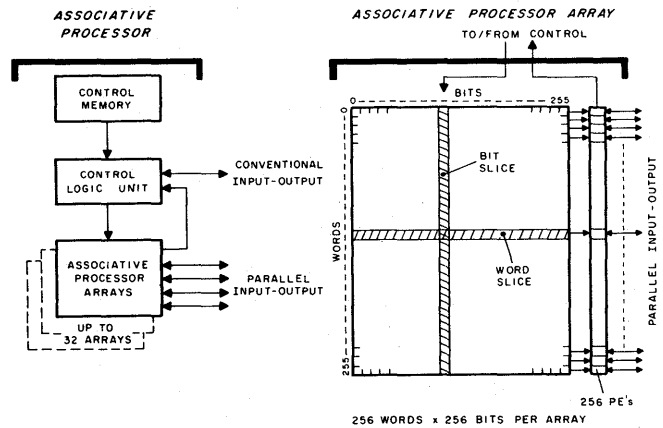 ASSOCIATIVE
PROCESSOR
CONTROL
MEMORY
CONTROL
LOGIC UNIT
CONVENTIONAL
INPUT-OUTPUT
ASSOCIATIVE
PROCESSOR
ARRAYS
PARALLEL
INPUT-OUTPUT
UP TO
32 ARRAYS
ASSOCIATIVE PROCESSOR ARRAY
TO/FROM CONTROL
BITS
0
255
0
WORDS
255
BIT
SLICE
WORD
SLICE
PARALLEL INPUT-OUTPUT
256 PE's
256 WORDS x 256 BITS PER ARRAY